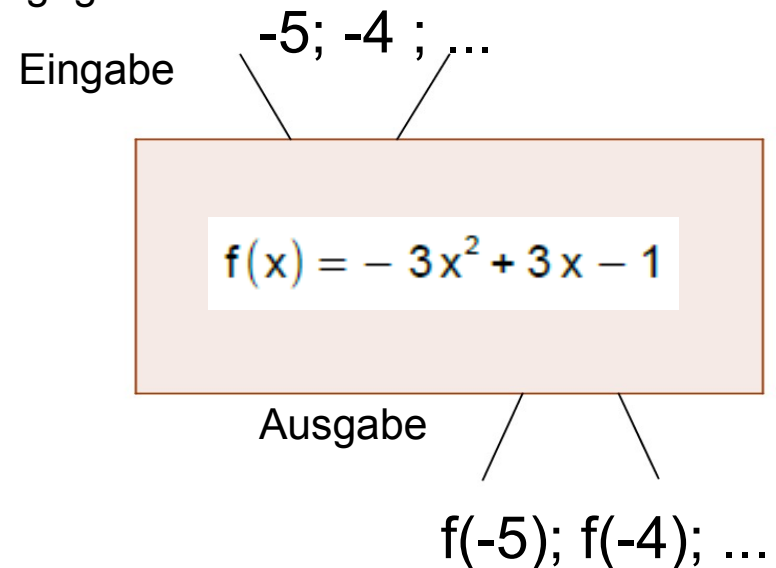 -5; -4 ; ...
Eingabe
f(x) = − 3x² + 3x − 1
Ausgabe
f(-5); f(-4); ...